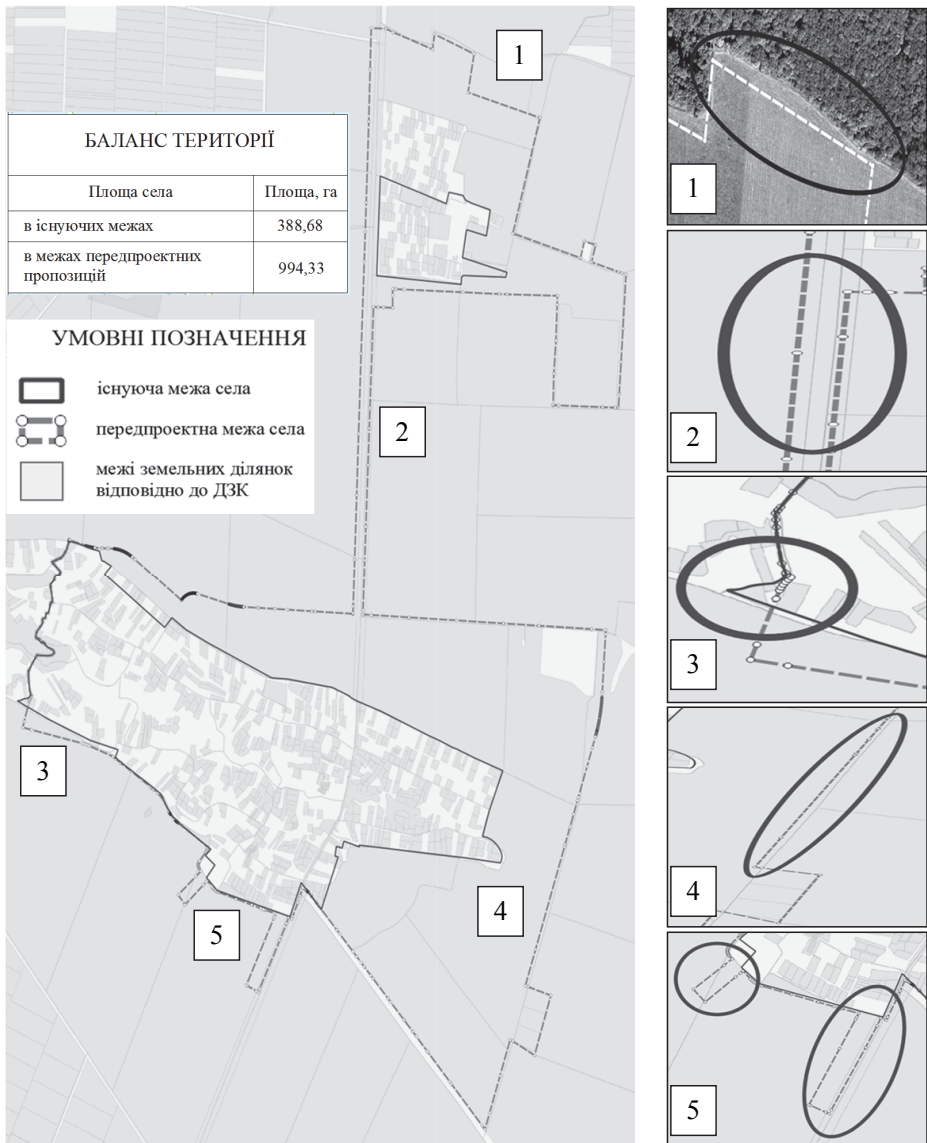 БАЛАНС ТЕРИТОРІЇ
Площа села
Площа, га
в існуючих межах
388,68
в межах передпроектних
пропозицій
994,33
УМОВНІ ПОЗНАЧЕННЯ
існуюча межа села
передпроектна межа села
межі земельних ділянок
відповідно до ДЗК
1
2
3
4
5
1
2
3
4
5